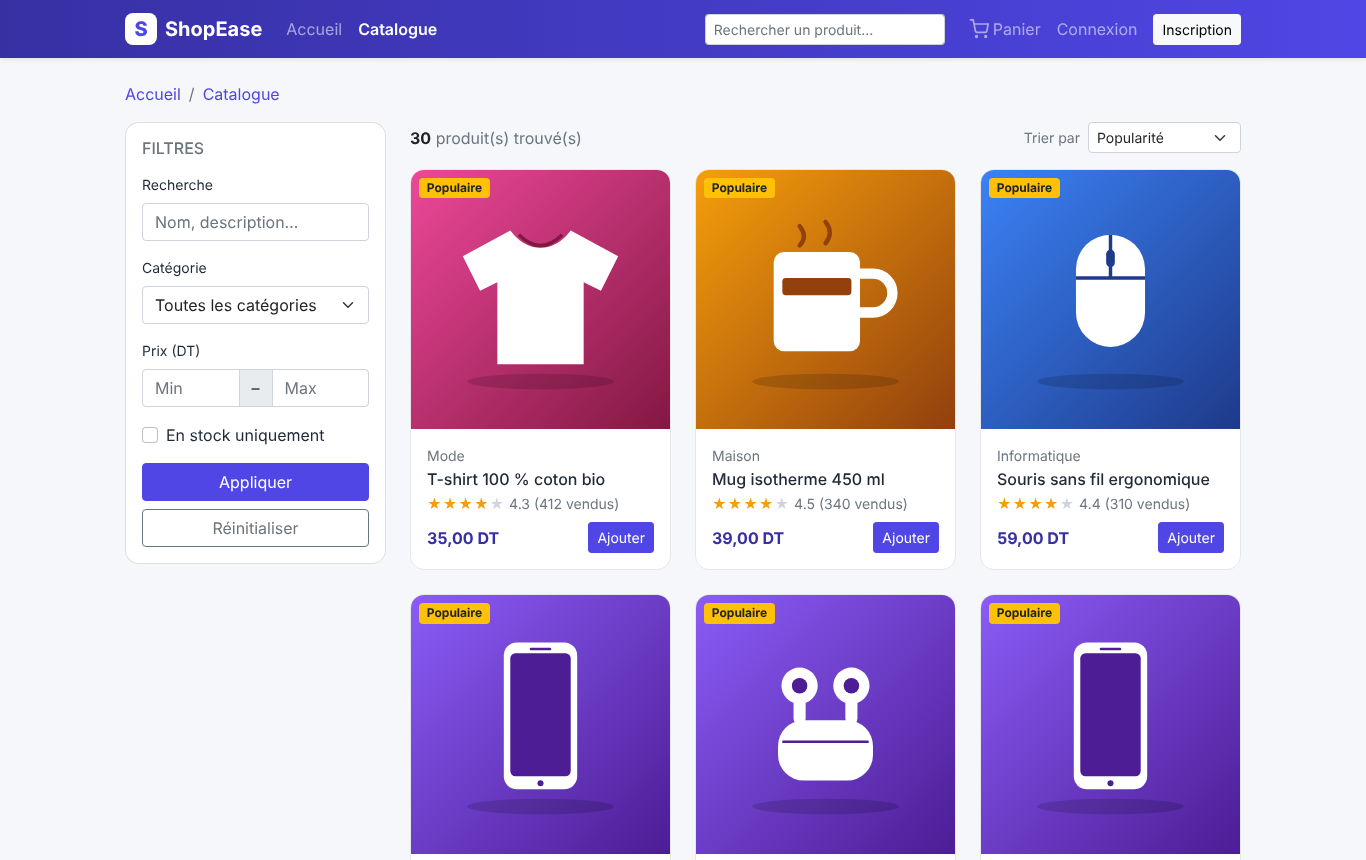 S ShopEase Accueil Catalogue Rechercher un produit... Panier Connexion Inscription
Accueil / Catalogue
FILTRES
Recherche
Nom, description...
Catégorie
Toutes les catégories
Prix (DT)
Min – Max
En stock uniquement
Appliquer
Réinitialiser
30 produit(s) trouvé(s)
Trier par Popularité
Populaire
Mode
T-shirt 100 % coton bio
★★★★★ 4.3 (412 vendus)
35,00 DT Ajouter
Populaire
Maison
Mug isotherme 450 ml
★★★★★ 4.5 (340 vendus)
39,00 DT Ajouter
Populaire
Informatique
Souris sans fil ergonomique
★★★★★ 4.4 (310 vendus)
59,00 DT Ajouter
Populaire
Populaire
Populaire